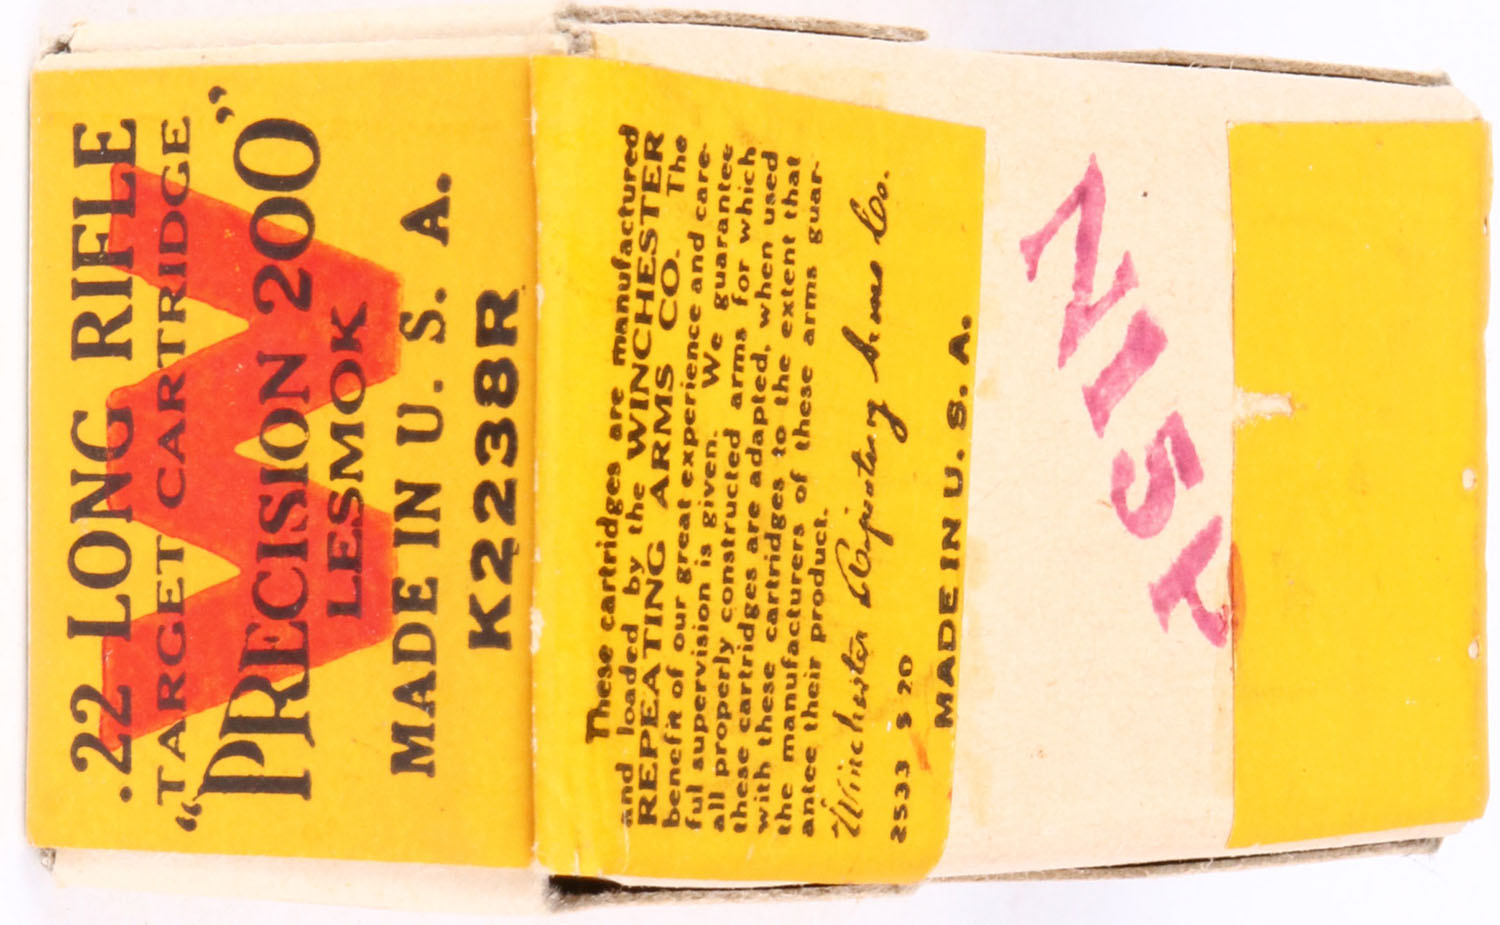 .22 LONG RIFLE
TARGET CARTRIDGE
"PRECISION 200"
LESMOK
MADE IN U. S. A.
K2238R
These cartridges are manufactured
and loaded by the WINCHESTER
REPEATING ARMS CO. The
benefit of our great experience and care-
ful supervision is given. We guarantee
all properly constructed arms for which
these cartridges are adapted, when used
with these cartridges to the extent that
the manufacturers of these arms guar-
antee their product.
Winchester Repeating Arms Co.
2533 S 20
MADE IN U. S. A.